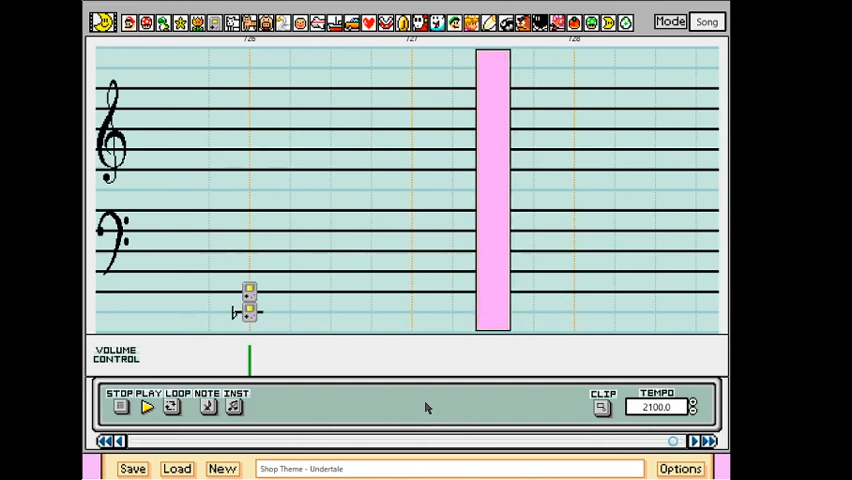 Mode Song
726 727 728
VOLUME
CONTROL
STOP PLAY LOOP NOTE INST
CLIP TEMPO
2100.0
Save Load New Shop Theme - Undertale Options